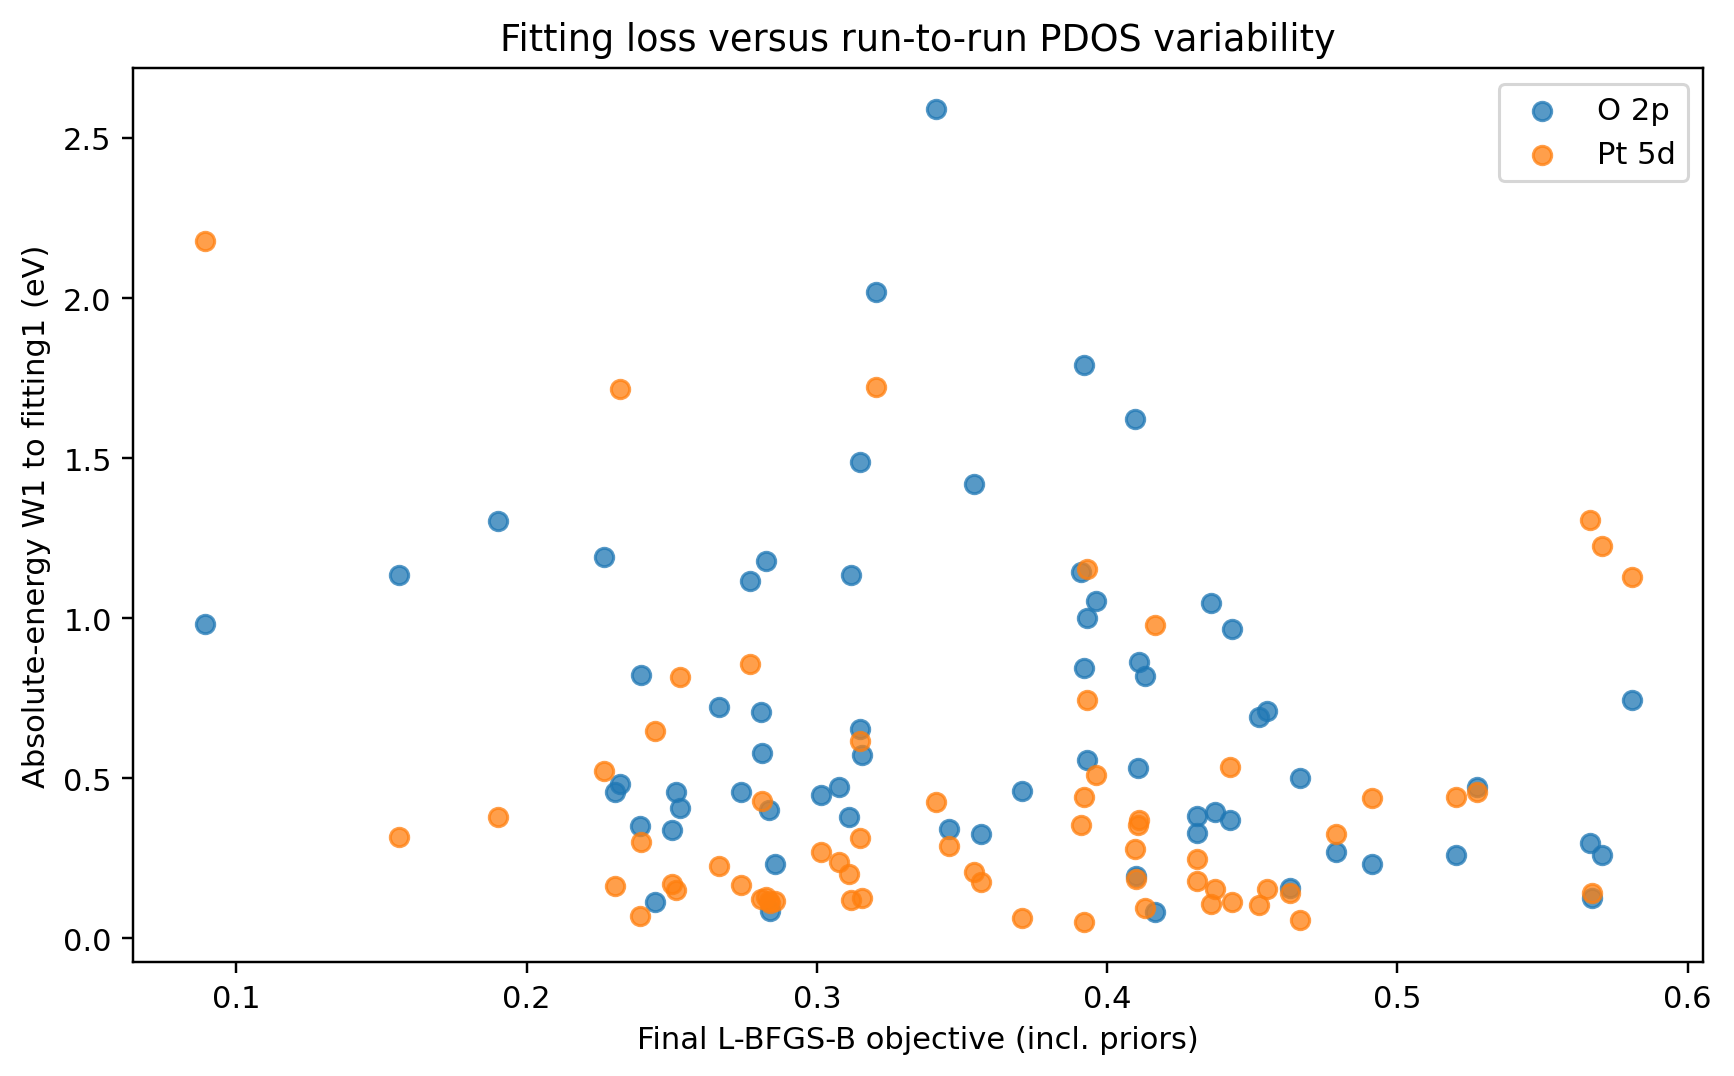 Fitting loss versus run-to-run PDOS variability
O 2p
Pt 5d
Absolute-energy W1 to fitting1 (eV)
2.5
2.0
1.5
1.0
0.5
0.0
0.1 0.2 0.3 0.4 0.5 0.6
Final L-BFGS-B objective (incl. priors)